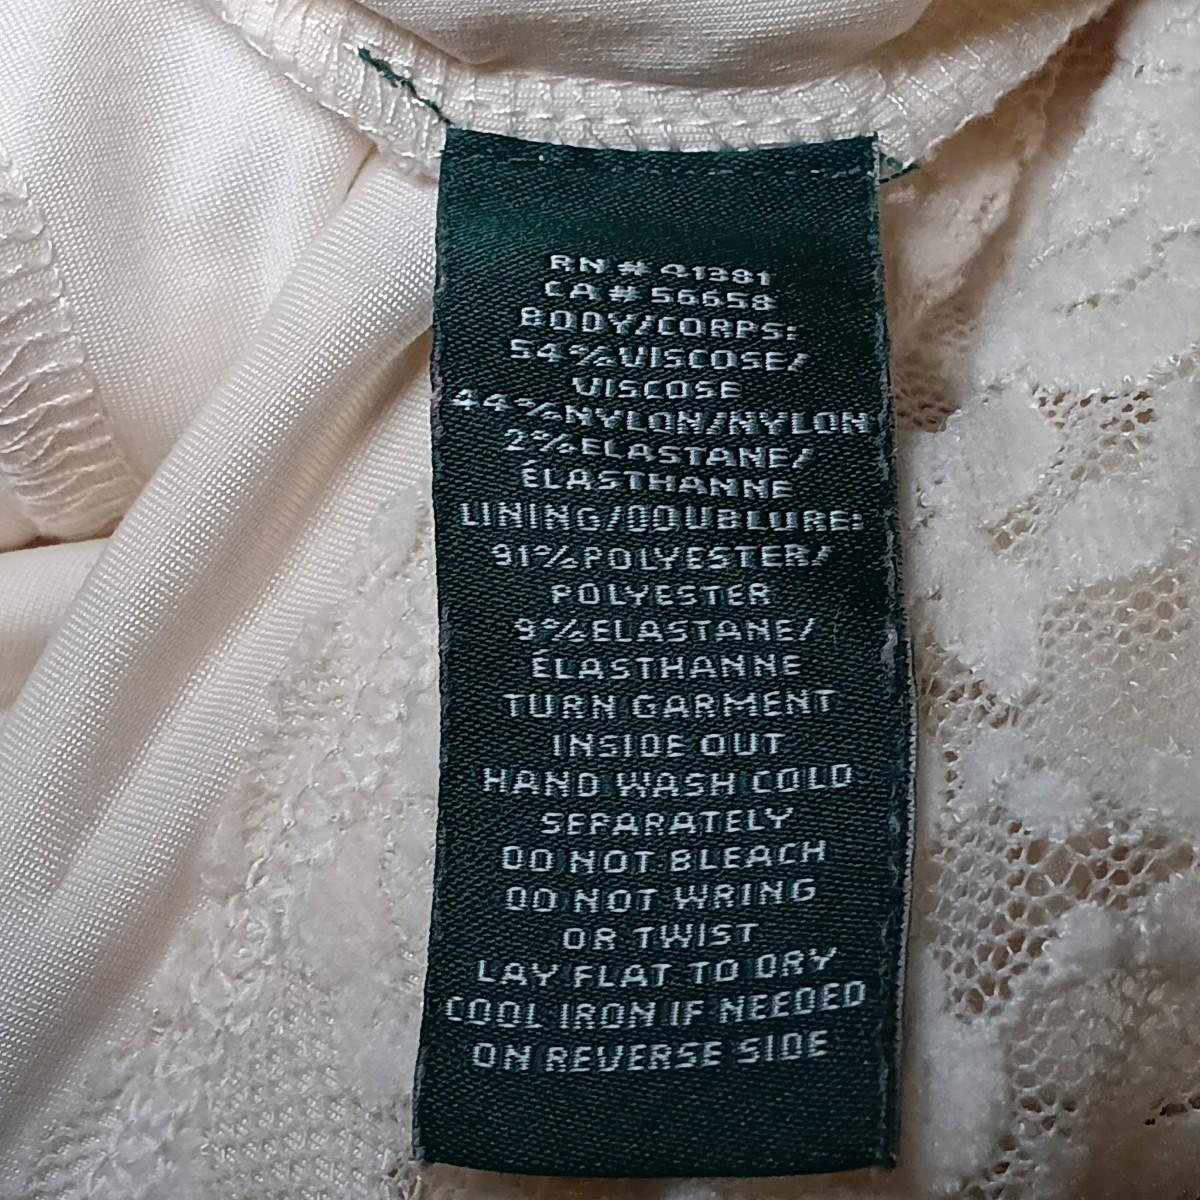 RN # 41381
CA # 56658
BODY/CORPS:
54%VISCOSE/
VISCOSE
44%NYLON/NYLON
2%ELASTANE/
ÉLASTHANNE
LINING/DOUBLURE:
91%POLYESTER/
POLYESTER
9%ELASTANE/
ÉLASTHANNE
TURN GARMENT
INSIDE OUT
HAND WASH COLD
SEPARATELY
DO NOT BLEACH
DO NOT WRING
OR TWIST
LAY FLAT TO DRY
COOL IRON IF NEEDED
ON REVERSE SIDE